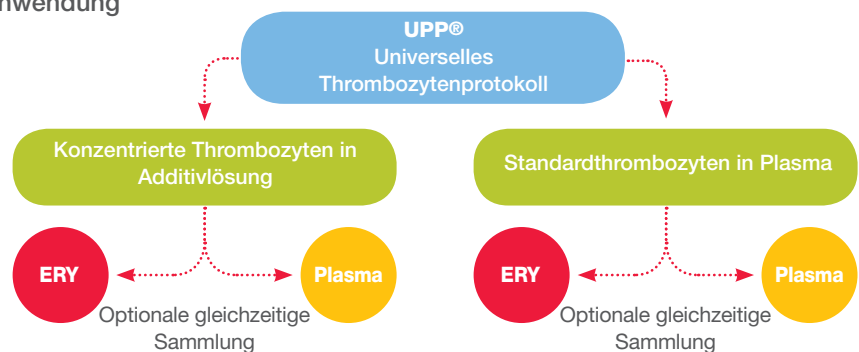 nwendung
UPP®
Universelles
Thrombozytenprotokoll
Konzentrierte Thrombozyten in
Additivlösung
Standardthrombozyten in Plasma
ERY
Plasma
ERY
Plasma
Optionale gleichzeitige
Sammlung
Optionale gleichzeitige
Sammlung